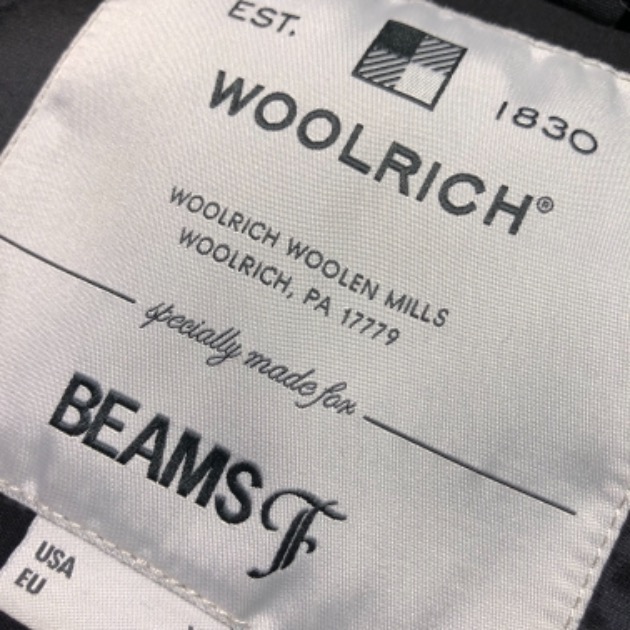 EST. 1830
WOOLRICH®
WOOLRICH WOOLEN MILLS
WOOLRICH, PA 17779
specially made for
BEAMS F
USA
EU